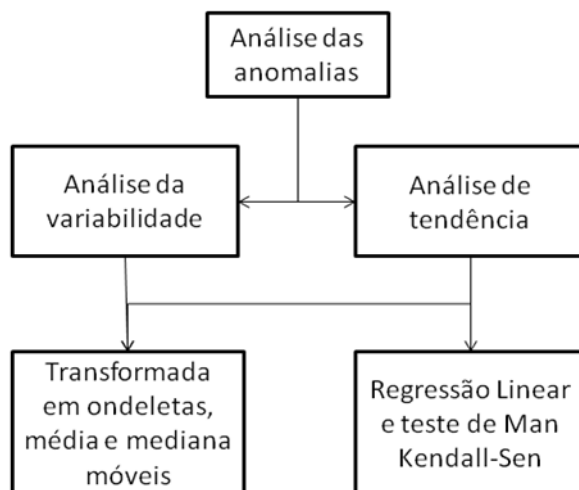 Análise das
anomalias
Análise da
variabilidade
Análise de
tendência
Transformada
em ondeletas,
média e mediana
móveis
Regressão Linear
e teste de Man
Kendall-Sen